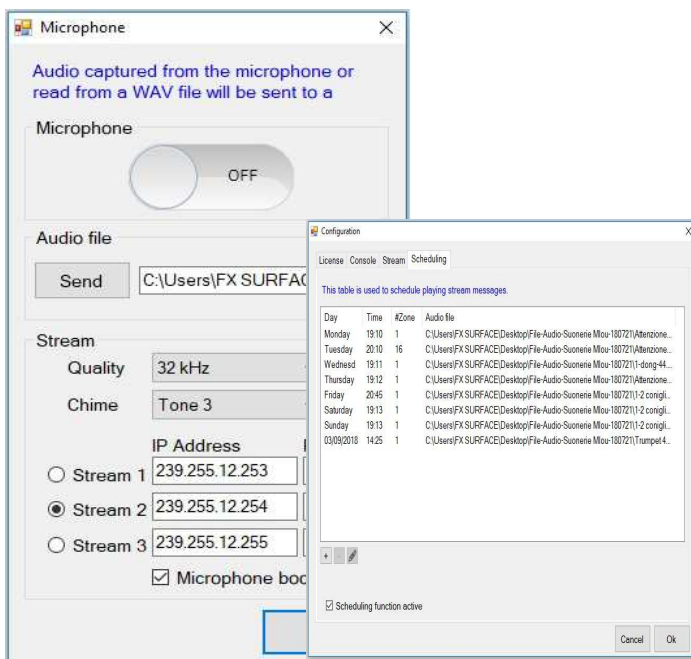 Microphone
Audio captured from the microphone or
read from a WAV file will be sent to a
Microphone
OFF
Audio file
Send C:\Users\FX SURFAC
Stream
Quality 32 kHz
Chime Tone 3
IP Address
Stream 1 239.255.12.253
Stream 2 239.255.12.254
Stream 3 239.255.12.255
Microphone boo
Configuration
License Console Stream Scheduling
This table is used to schedule playing stream messages.
Day Time #Zone Audio file
Monday 19:10 1 C:\Users\FX SURFACE\Desktop\File-Audio-Suonerie Mlou-180721\Attenzione...
Tuesday 20:10 16 C:\Users\FX SURFACE\Desktop\File-Audio-Suonerie Mlou-180721\Attenzione...
Wednesd 19:11 1 C:\Users\FX SURFACE\Desktop\File-Audio-Suonerie Mlou-180721\1-dong-44...
Thursday 19:12 1 C:\Users\FX SURFACE\Desktop\File-Audio-Suonerie Mlou-180721\Attenzione...
Friday 20:45 1 C:\Users\FX SURFACE\Desktop\File-Audio-Suonerie Mlou-180721\1-2 conigli...
Saturday 19:13 1 C:\Users\FX SURFACE\Desktop\File-Audio-Suonerie Mlou-180721\1-2 conigli...
Sunday 19:13 1 C:\Users\FX SURFACE\Desktop\File-Audio-Suonerie Mlou-180721\1-2 conigli...
03/09/2018 14:25 1 C:\Users\FX SURFACE\Desktop\File-Audio-Suonerie Mlou-180721\Trumpet4...
Scheduling function active
Cancel Ok